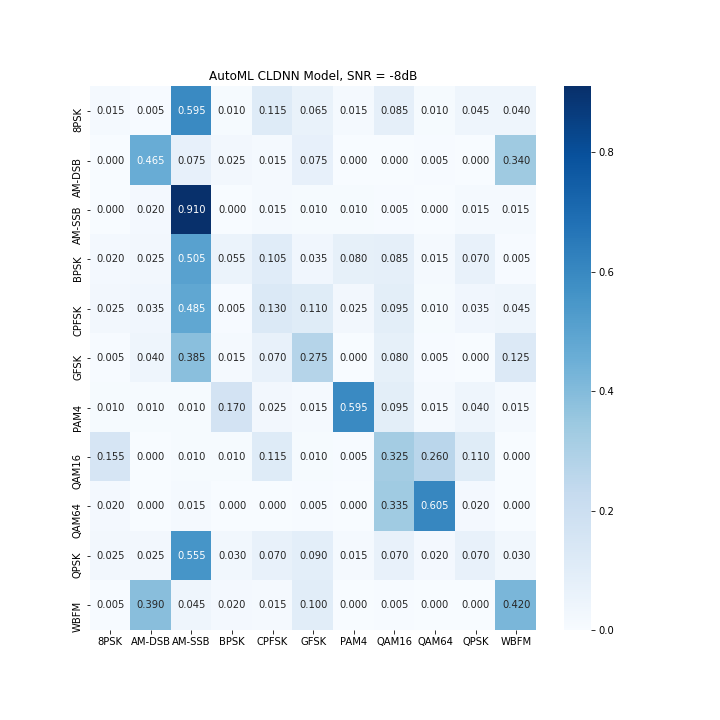 AutoML CLDNN Model, SNR = -8dB
8PSK 0.015 0.005 0.595 0.010 0.115 0.065 0.015 0.085 0.010 0.045 0.040
AM-DSB 0.000 0.465 0.075 0.025 0.015 0.075 0.000 0.000 0.005 0.000 0.340
AM-SSB 0.000 0.020 0.910 0.000 0.015 0.010 0.010 0.005 0.000 0.015 0.015
BPSK 0.020 0.025 0.505 0.055 0.105 0.035 0.080 0.085 0.015 0.070 0.005
CPFSK 0.025 0.035 0.485 0.005 0.130 0.110 0.025 0.095 0.010 0.035 0.045
GFSK 0.005 0.040 0.385 0.015 0.070 0.275 0.000 0.080 0.005 0.000 0.125
PAM4 0.010 0.010 0.010 0.170 0.025 0.015 0.595 0.095 0.015 0.040 0.015
QAM16 0.155 0.000 0.010 0.010 0.115 0.010 0.005 0.325 0.260 0.110 0.000
QAM64 0.020 0.000 0.015 0.000 0.000 0.005 0.000 0.335 0.605 0.020 0.000
QPSK 0.025 0.025 0.555 0.030 0.070 0.090 0.015 0.070 0.020 0.070 0.030
WBFM 0.005 0.390 0.045 0.020 0.015 0.100 0.000 0.005 0.000 0.000 0.420
8PSK AM-DSB AM-SSB BPSK CPFSK GFSK PAM4 QAM16 QAM64 QPSK WBFM
0.8
0.6
0.4
0.2
0.0